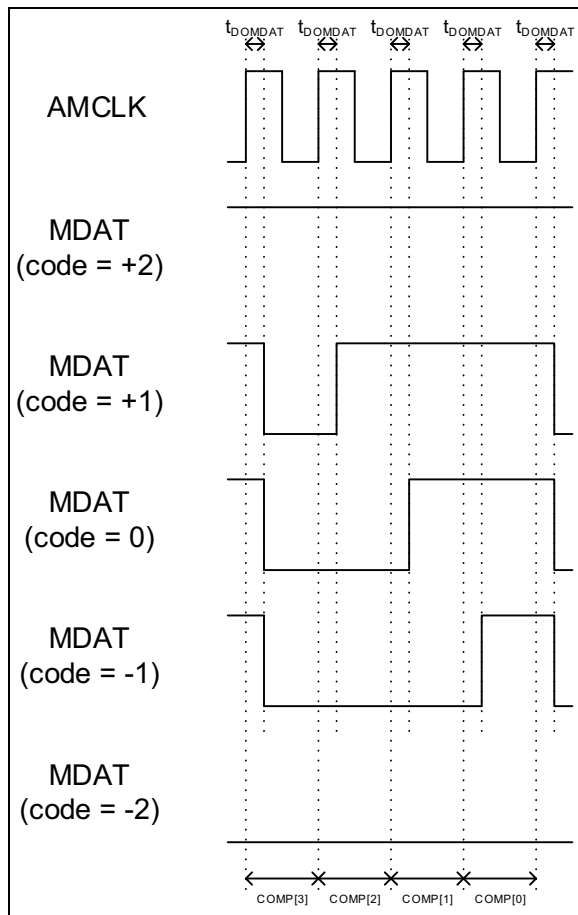 tDOMDAT tDOMDAT tDOMDAT tDOMDAT tDOMDAT
AMCLK
MDAT
(code = +2)
MDAT
(code = +1)
MDAT
(code = 0)
MDAT
(code = -1)
MDAT
(code = -2)
COMP[3] COMP[2] COMP[1] COMP[0]